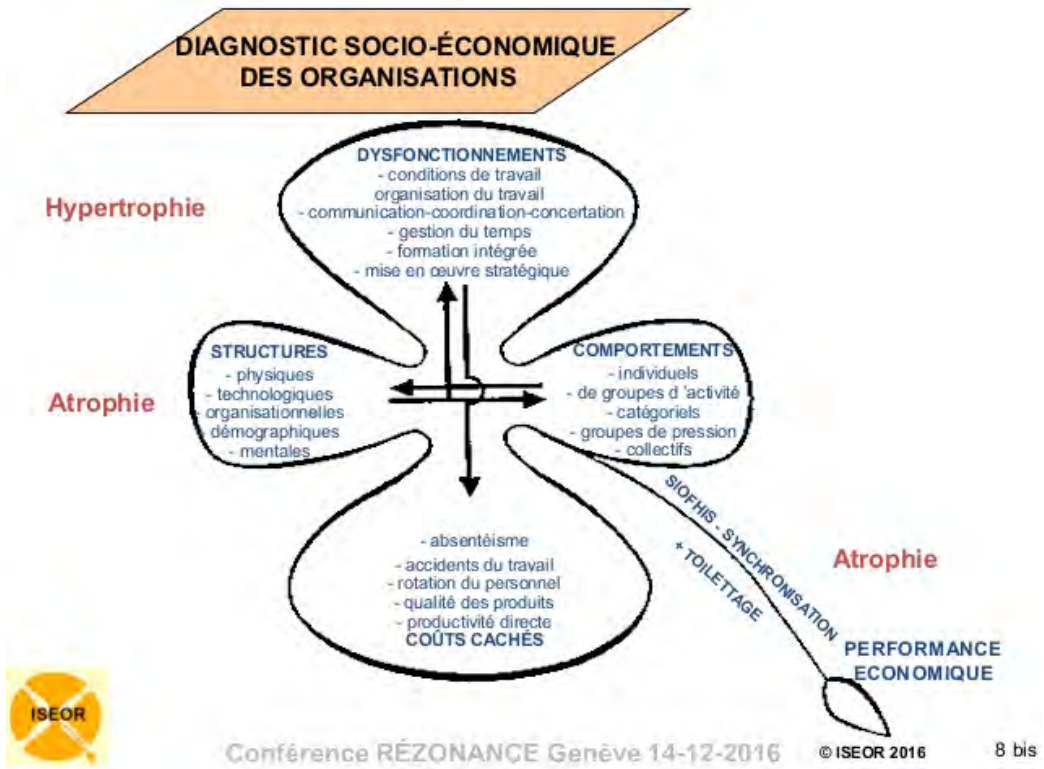 DIAGNOSTIC SOCIO-ÉCONOMIQUE
DES ORGANISATIONS
DYSFONCTIONNEMENTS
- conditions de travail
organisation du travail
- communication-coordination-concertation
- gestion du temps
- formation intégrée
- mise en œuvre stratégique
Hypertrophie
STRUCTURES
- physiques
- technologiques
organisationnelles
- démographiques
- mentales
Atrophie
COMPORTEMENTS
- individuels
- de groupes d 'activité
- catégoriels
- groupes de pression
- collectifs
- absentéisme
- accidents du travail
- rotation du personnel
- qualité des produits
- productivité directe
COÛTS CACHÉS
SIOFHIS - SYNCHRONISATION
+ TOILETTAGE
Atrophie
PERFORMANCE
ECONOMIQUE
ISEOR
Conférence RÉZONANCE Genève 14-12-2016
© ISEOR 2016
8 bis